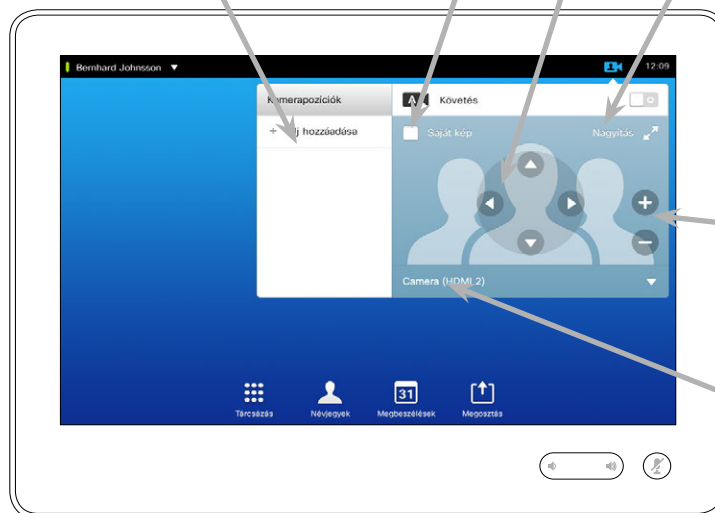 Bernhard Johnsson
12:09
Kamerapozíciók
Követés
+ Új hozzáadása
Saját kép
Nagyítás
Camera (HDMI 2)
31
Tárcsázás
Névjegyek
Megbeszélések
Megosztás